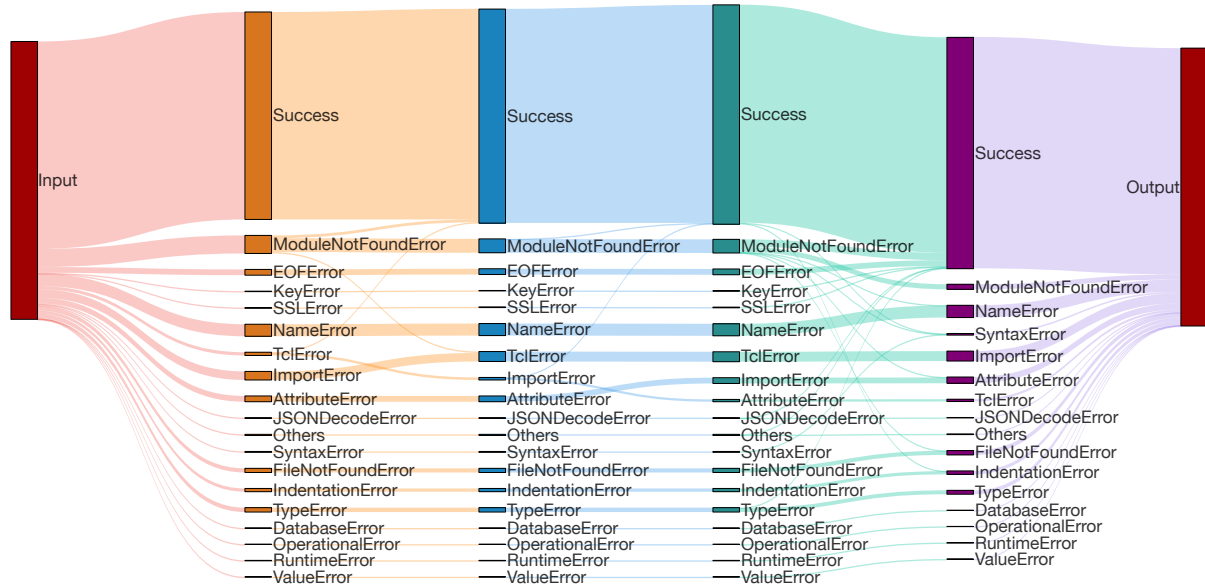 Input
Success
ModuleNotFoundError
EOFError
KeyError
SSLError
NameError
TclError
ImportError
AttributeError
JSONDecodeError
Others
SyntaxError
FileNotFoundError
IndentationError
TypeError
DatabaseError
OperationalError
RuntimeError
ValueError
Success
ModuleNotFoundError
EOFError
KeyError
SSLError
NameError
TclError
ImportError
AttributeError
JSONDecodeError
Others
SyntaxError
FileNotFoundError
IndentationError
TypeError
DatabaseError
OperationalError
RuntimeError
ValueError
Success
ModuleNotFoundError
EOFError
KeyError
SSLError
NameError
TclError
ImportError
AttributeError
JSONDecodeError
Others
SyntaxError
FileNotFoundError
IndentationError
TypeError
DatabaseError
OperationalError
RuntimeError
ValueError
Success
ModuleNotFoundError
NameError
SyntaxError
ImportError
AttributeError
TclError
JSONDecodeError
Others
FileNotFoundError
IndentationError
TypeError
DatabaseError
OperationalError
RuntimeError
ValueError
Output